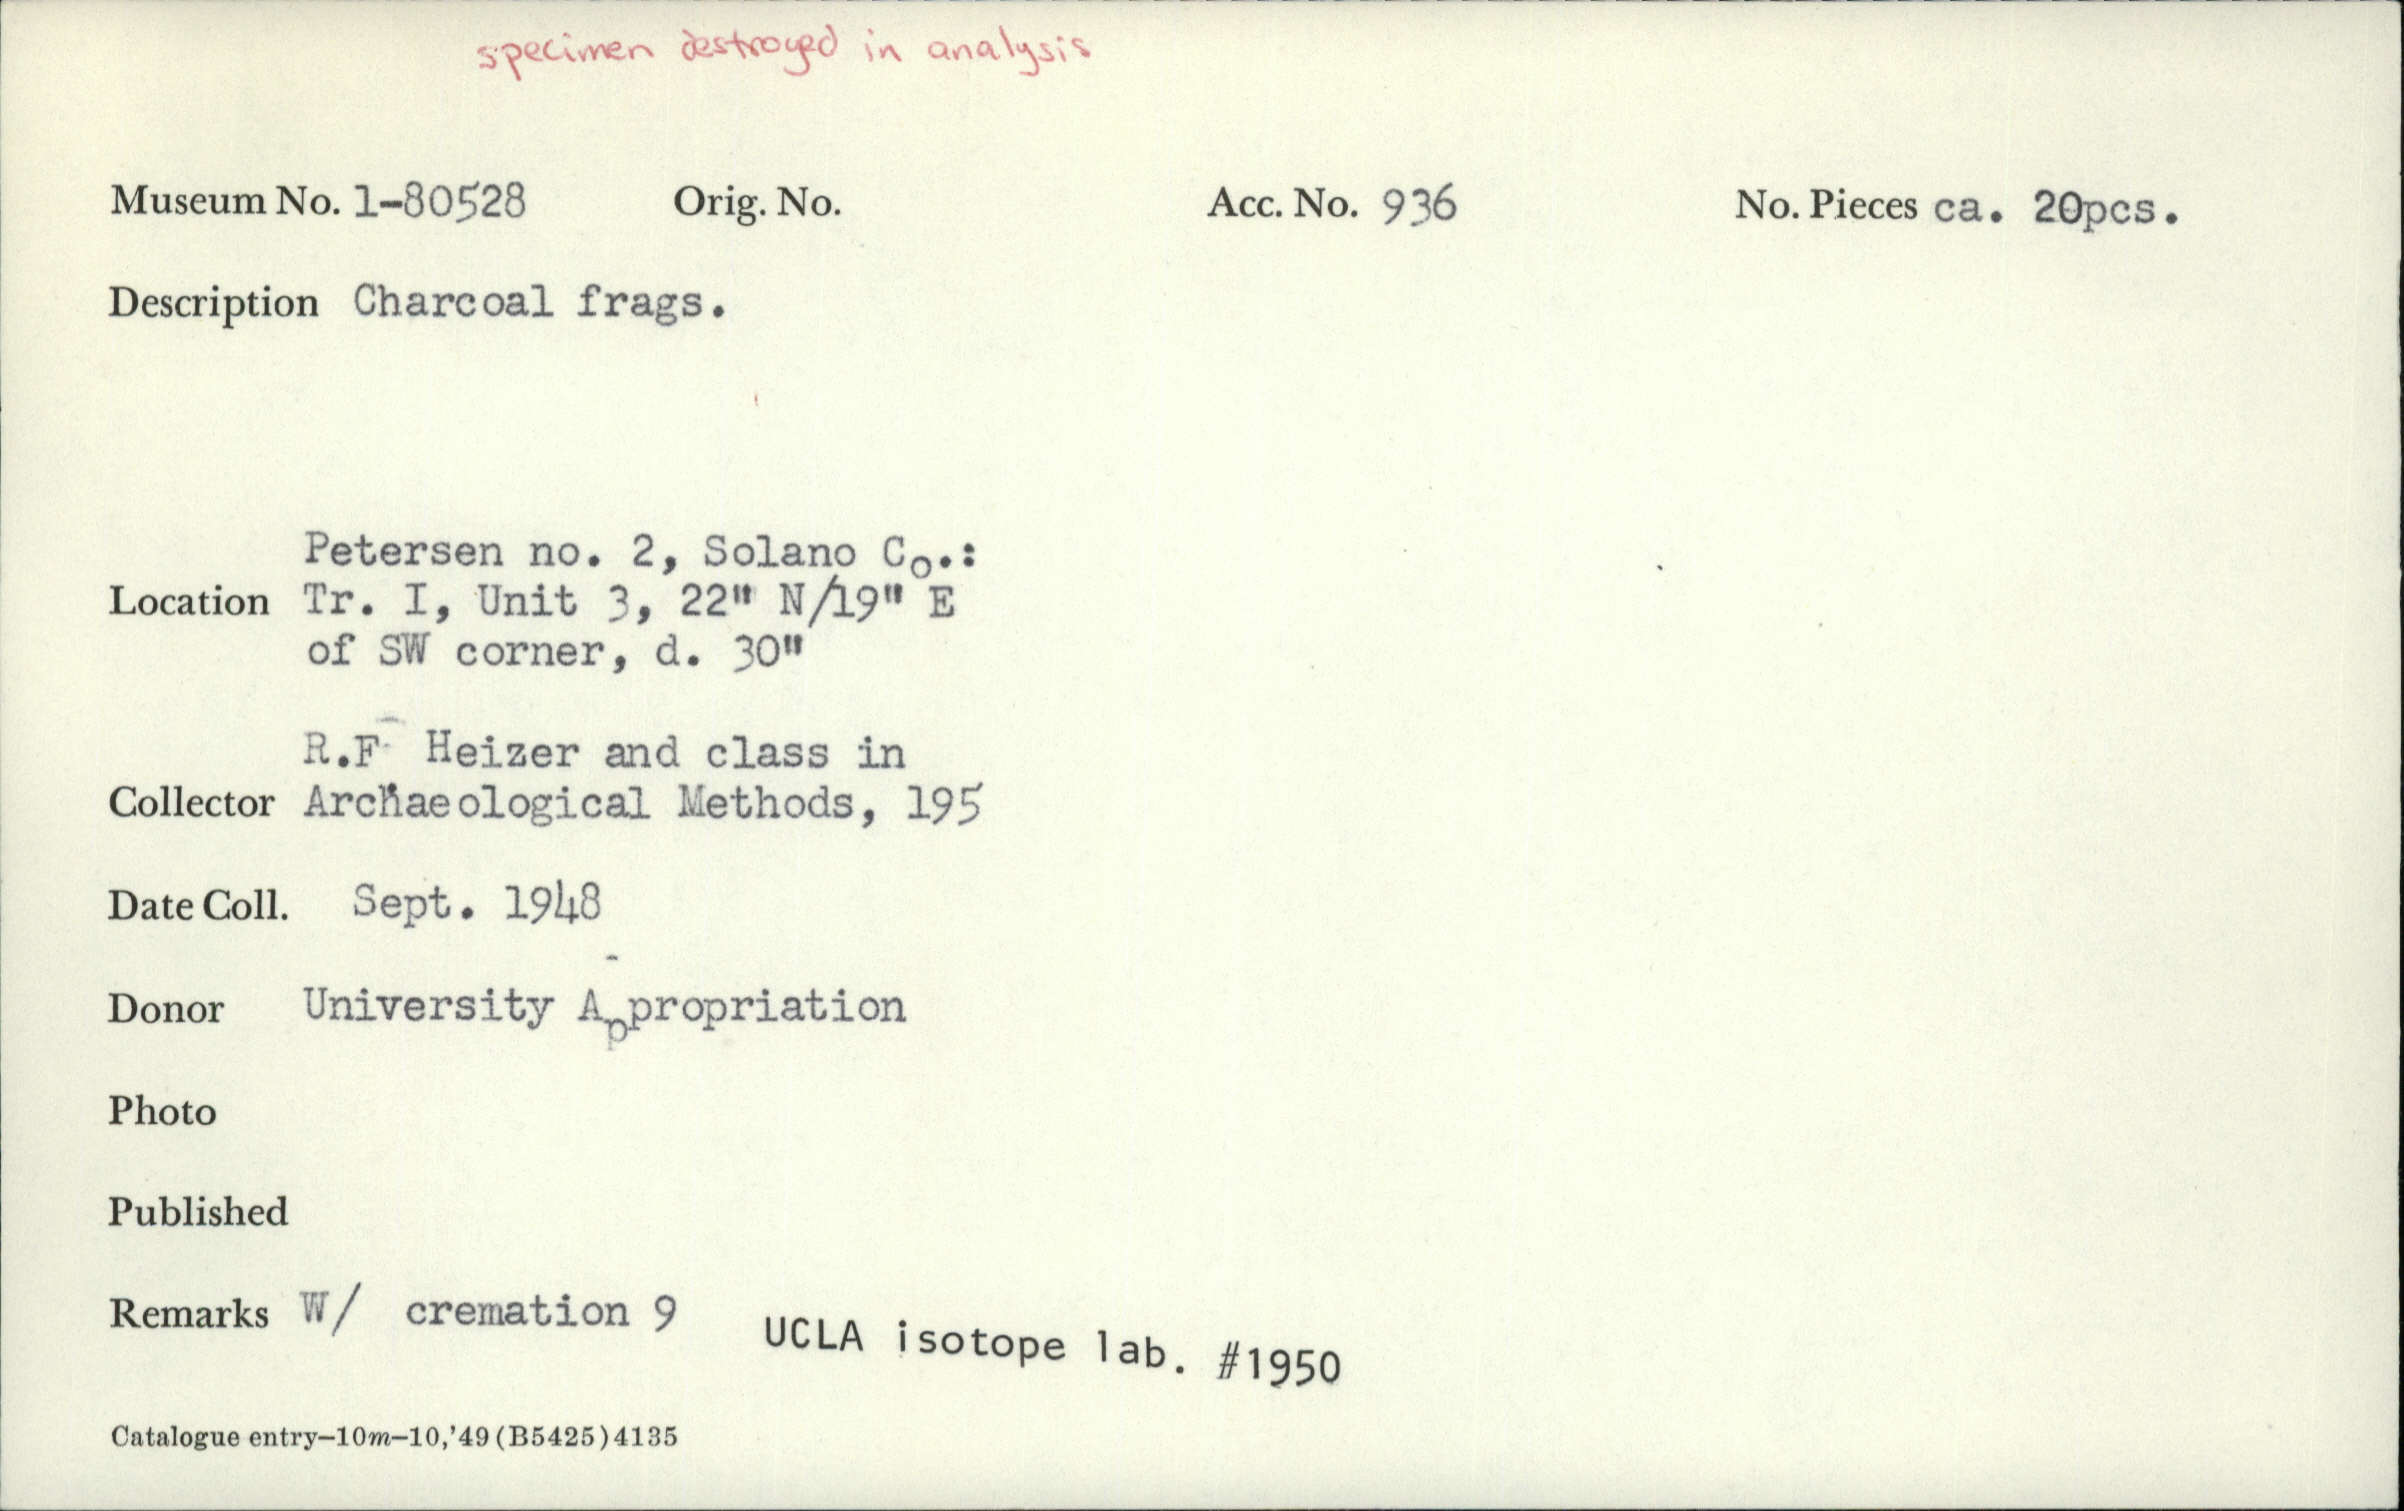 specimen destroyed in analysis
Museum No. 1-80528 Orig. No. Acc. No. 936 No. Pieces ca. 20pcs.
Description Charcoal frags.
Petersen no. 2, Solano Co.:
Location Tr. I, Unit 3, 22" N/19" E
of SW corner, d. 30"
R.F Heizer and class in
Collector Archaeological Methods, 195
Date Coll. Sept. 1948
Donor University Appropriation
Photo
Published
Remarks W/ cremation 9 UCLA isotope lab. #1950
Catalogue entry—10m—10,'49 (B5425) 4135